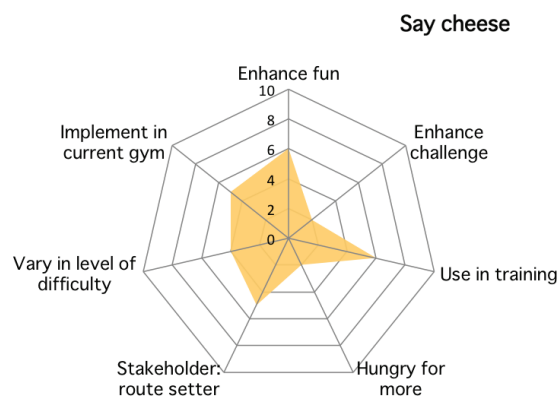 Say cheese
Enhance fun
10
8
6
4
2
0
Enhance
challenge
Use in training
Hungry for
more
Stakeholder:
route setter
Vary in level of
difficulty
Implement in
current gym